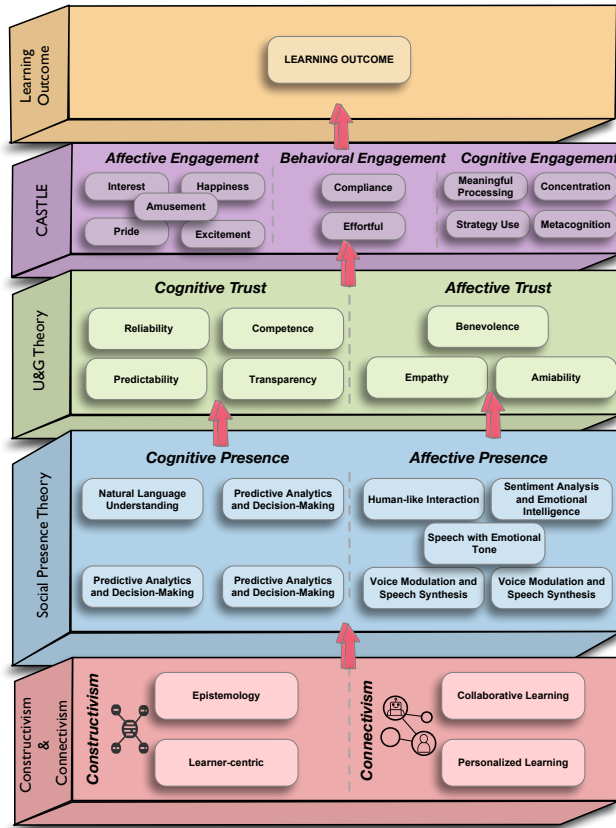 Learning
Outcome
LEARNING OUTCOME
CASTLE
Affective Engagement
Behavioral Engagement
Cognitive Engagement
Interest
Happiness
Amusement
Pride
Excitement
Compliance
Effortful
Meaningful
Processing
Concentration
Strategy Use
Metacognition
U&G Theory
Cognitive Trust
Affective Trust
Reliability
Competence
Predictability
Transparency
Benevolence
Empathy
Amiability
Social Presence Theory
Cognitive Presence
Affective Presence
Natural Language
Understanding
Predictive Analytics
and Decision-Making
Predictive Analytics
and Decision-Making
Predictive Analytics
and Decision-Making
Human-like Interaction
Sentiment Analysis
and Emotional
Intelligence
Speech with Emotional
Tone
Voice Modulation and
Speech Synthesis
Voice Modulation and
Speech Synthesis
Constructivism
&
Connectivism
Constructivism
Epistemology
Learner-centric
Connectivism
Collaborative Learning
Personalized Learning